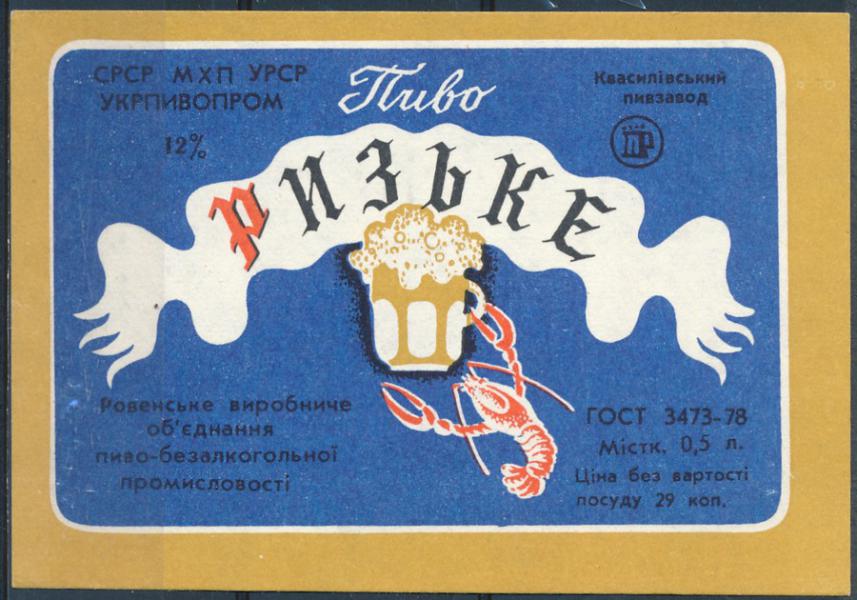 СРСР МХП УРСР
УКРПИВОПРОМ
12%
Пиво
Квасилівський
пивзавод
ПР
РИЗЬКЕ
Ровенське виробниче
об'єднання
пиво-безалкогольної
промисловості
ГОСТ 3473-78
Містк. 0,5 л.
Ціна без вартості
посуду 29 коп.